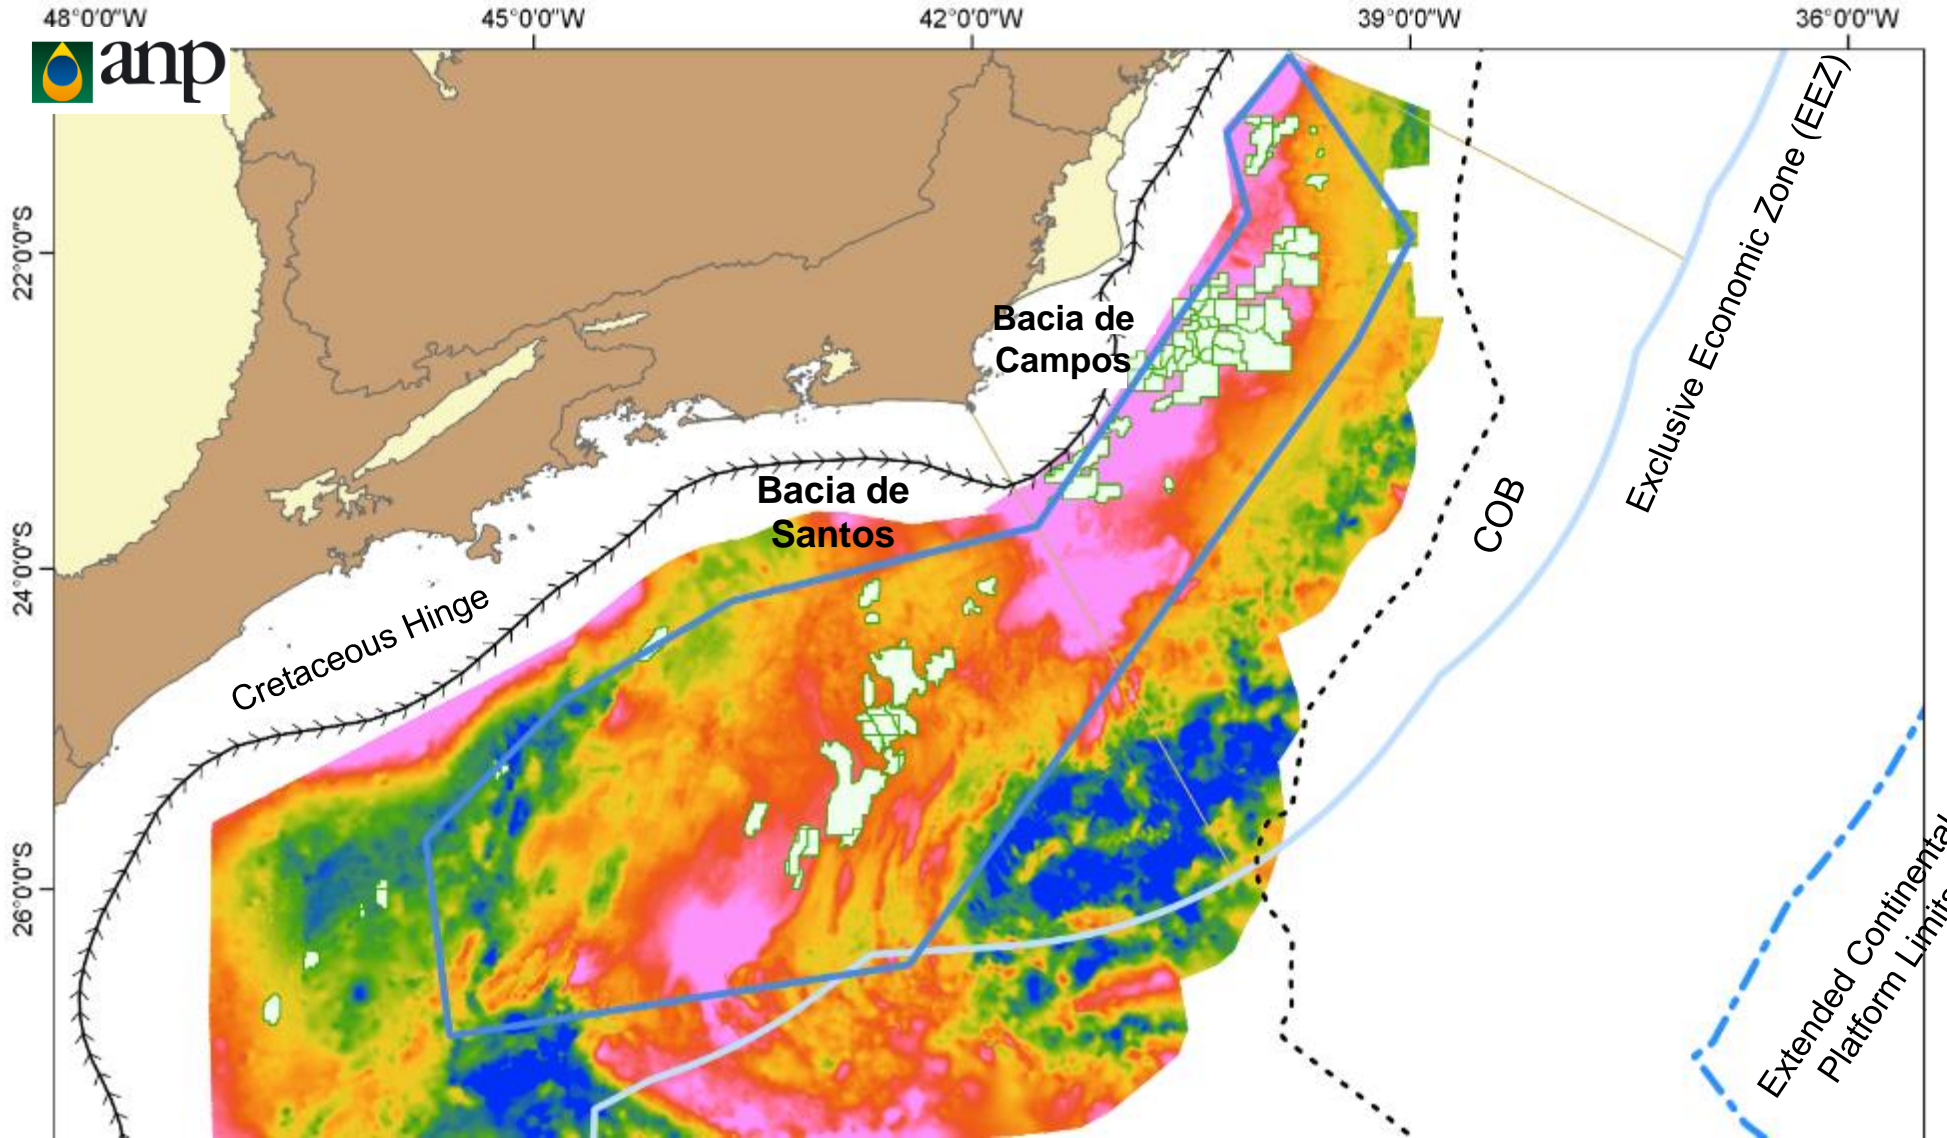 48°0'0"W
45°0'0"W
42°0'0"W
39°0'0"W
36°0'0"W
anp
22°0'0"S
24°0'0"S
26°0'0"S
Bacia de
Campos
Bacia de
Santos
Cretaceous Hinge
COB
Exclusive Economic Zone (EEZ)
Extended Continental
Platform Limits